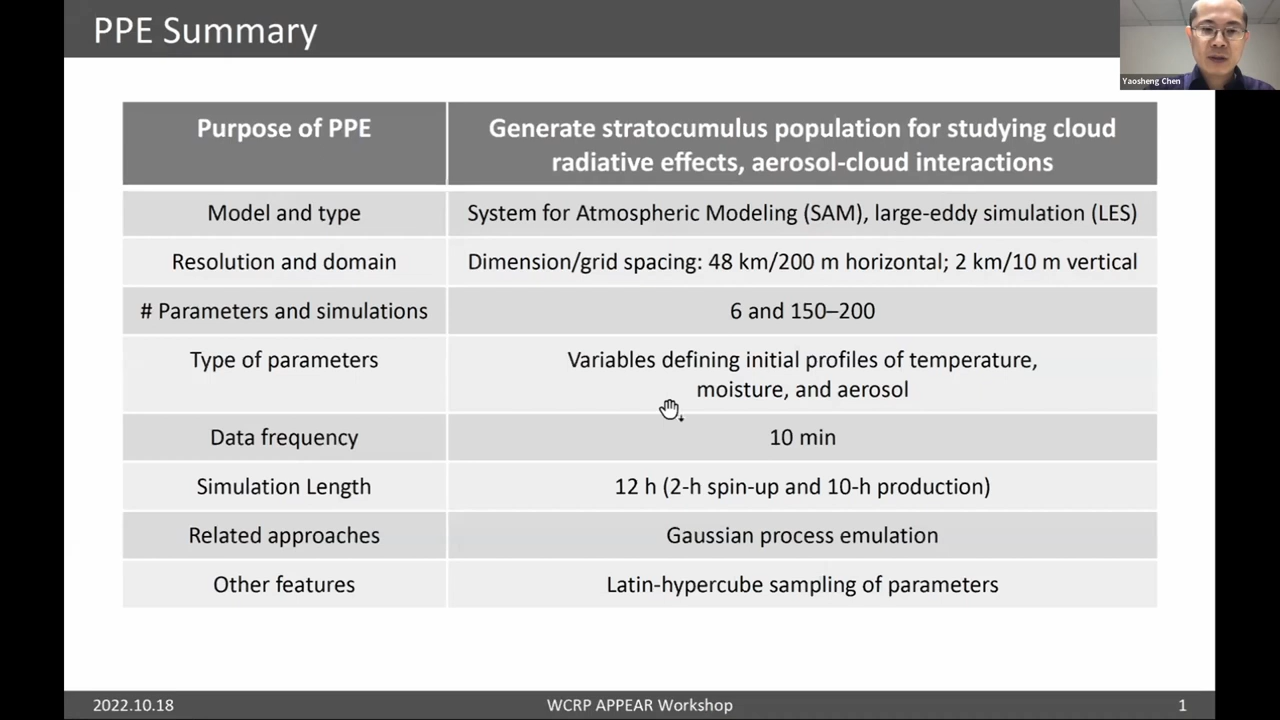 PPE Summary
Yaosheng Chen
Purpose of PPE
Generate stratocumulus population for studying cloud
radiative effects, aerosol-cloud interactions
Model and type
System for Atmospheric Modeling (SAM), large-eddy simulation (LES)
Resolution and domain
Dimension/grid spacing: 48 km/200 m horizontal; 2 km/10 m vertical
# Parameters and simulations
6 and 150–200
Type of parameters
Variables defining initial profiles of temperature,
moisture, and aerosol
Data frequency
10 min
Simulation Length
12 h (2-h spin-up and 10-h production)
Related approaches
Gaussian process emulation
Other features
Latin-hypercube sampling of parameters
2022.10.18
WCRP APPEAR Workshop
1